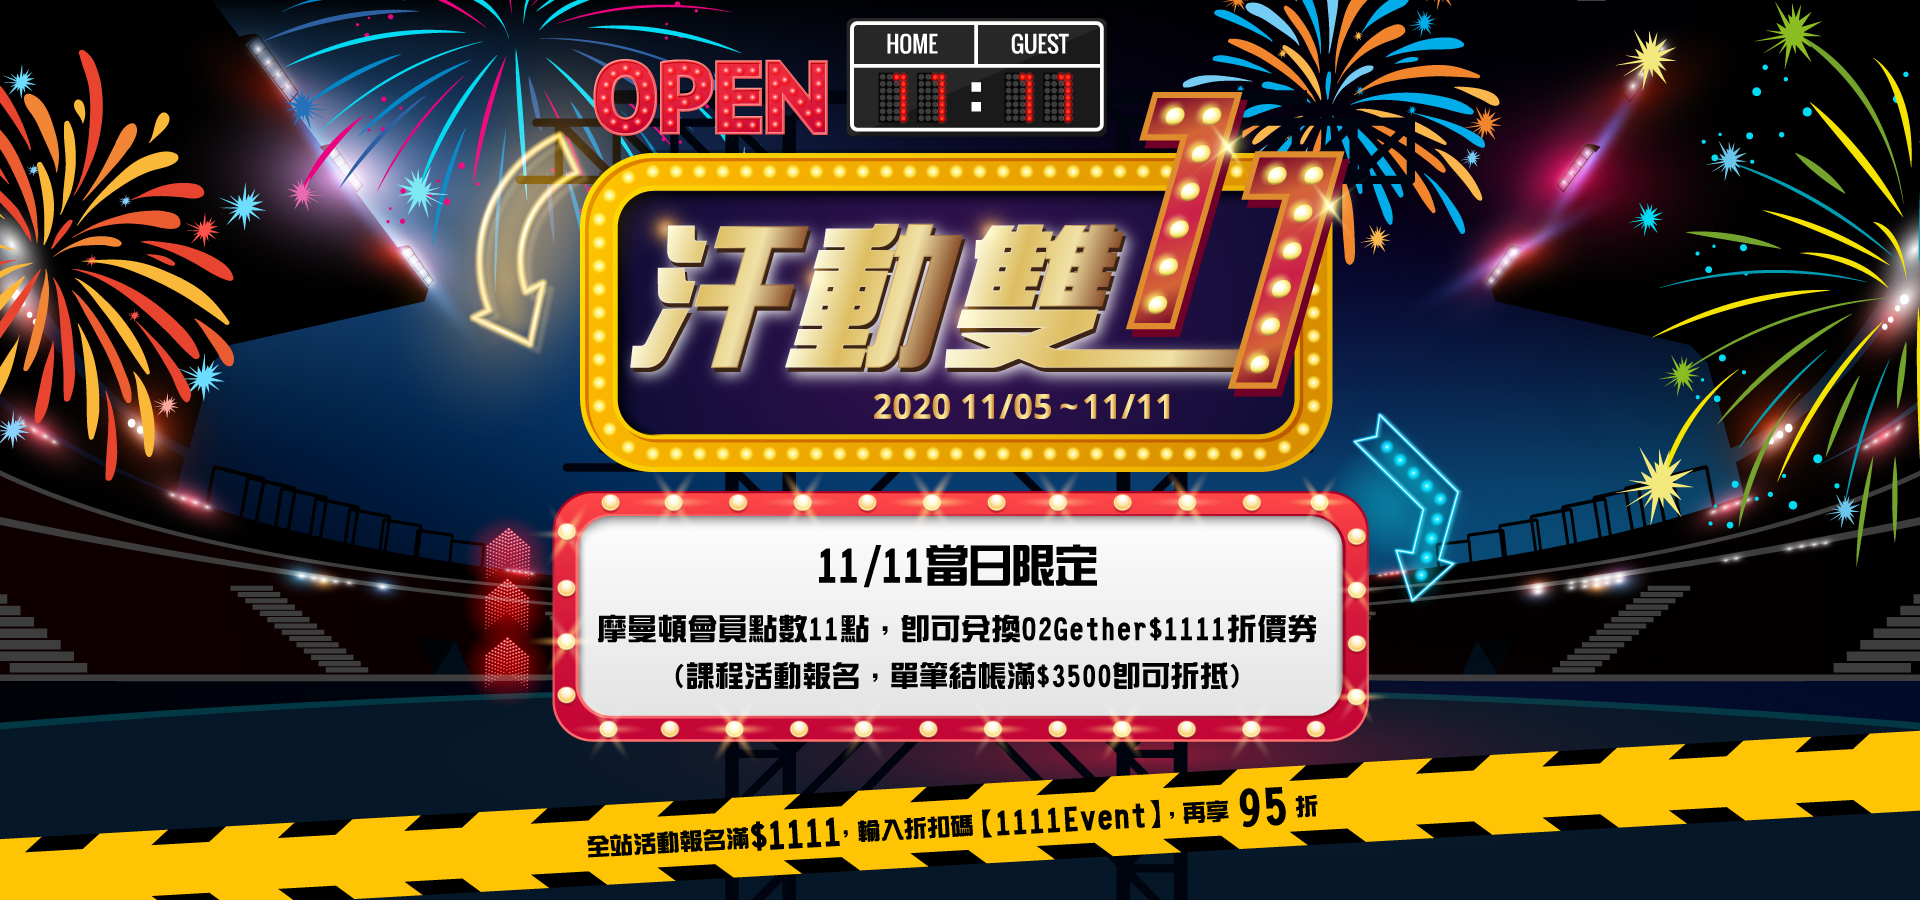 OPEN
HOME GUEST
11:11
汗動雙11
2020 11/05~11/11
11/11當日限定
摩曼頓會員點數11點，即可兌換O2Gether$1111折價券
(課程活動報名，單筆結帳滿$3500即可折抵)
全站活動報名滿$1111，輸入折扣碼【1111Event】，再享 95 折